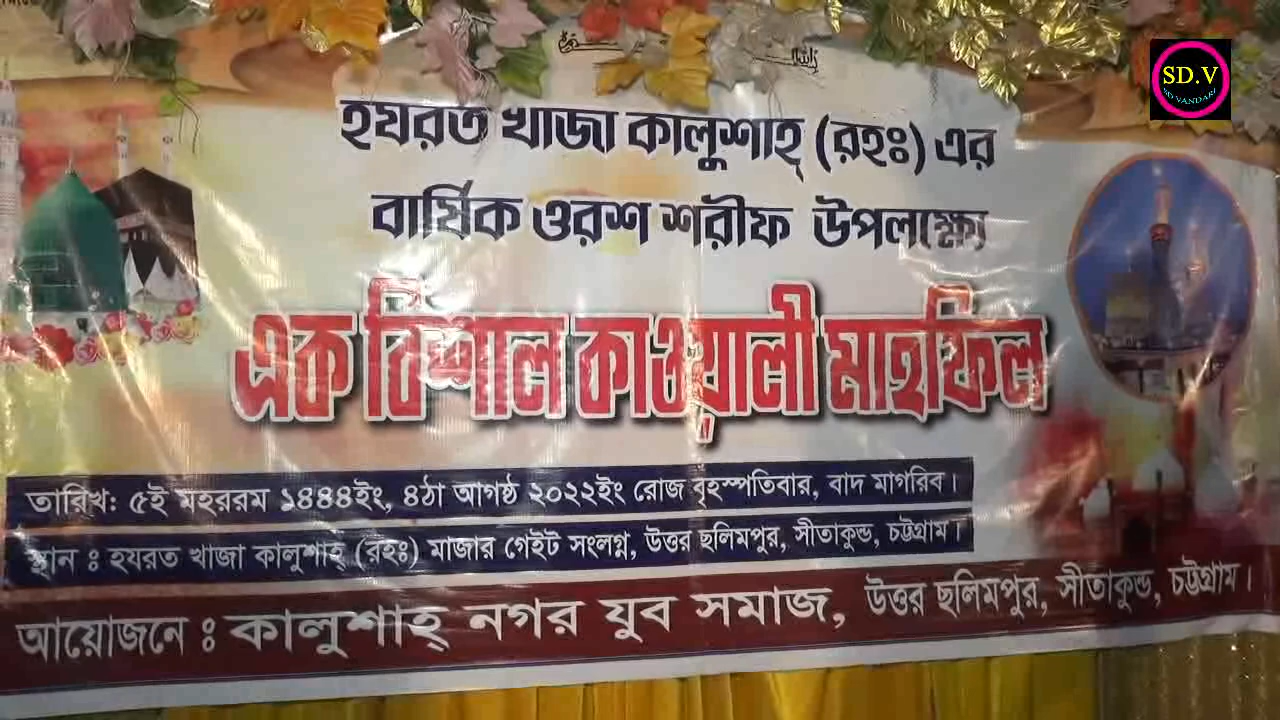 SD.V
SD VANDARI
হযরত খাজা কালুশাহ্ (রহঃ) এর
বার্ষিক ওরশ শরীফ উপলক্ষ্যে
এক বিশাল কাওয়ালী মাহফিল
তারিখ: ৫ই মহররম ১৪৪৪ইং, ৪ঠা আগষ্ঠ ২০২২ইং রোজ বৃহস্পতিবার, বাদ মাগরিব।
স্থান ঃ হযরত খাজা কালুশাহ্ (রহঃ) মাজার গেইট সংলগ্ন, উত্তর ছলিমপুর, সীতাকুন্ড, চট্টগ্রাম।
আয়োজনে ঃ কালুশাহ্ নগর যুব সমাজ, উত্তর ছলিমপুর, সীতাকুন্ড, চট্টগ্রাম।